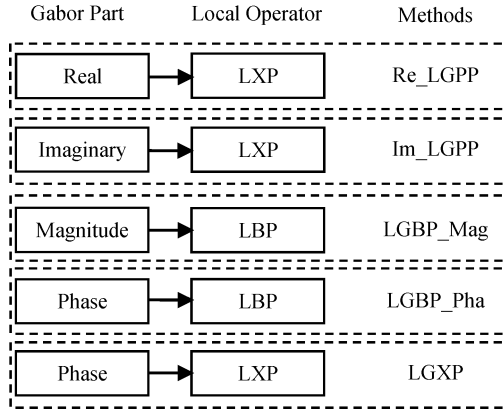 Gabor Part Local Operator Methods
Real LXP Re_LGPP
Imaginary LXP Im_LGPP
Magnitude LBP LGBP_Mag
Phase LBP LGBP_Pha
Phase LXP LGXP